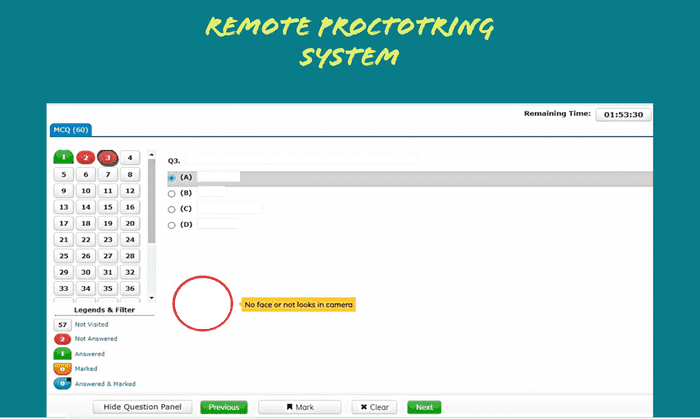 REMOTE PROCTOTRING
SYSTEM
Remaining Time: 01:53:30
MCQ (60)
1 2 3 4
5 6 7 8
9 10 11 12
13 14 15 16
17 18 19 20
21 22 23 24
25 26 27 28
29 30 31 32
33 34 35 36
Legends & Filter
57 Not Visited
2 Not Answered
1 Answered
0 Marked
0 Answered & Marked
Q3.
(A)
(B)
(C)
(D)
No face or not looks in camera
Hide Question Panel Previous Mark Clear Next